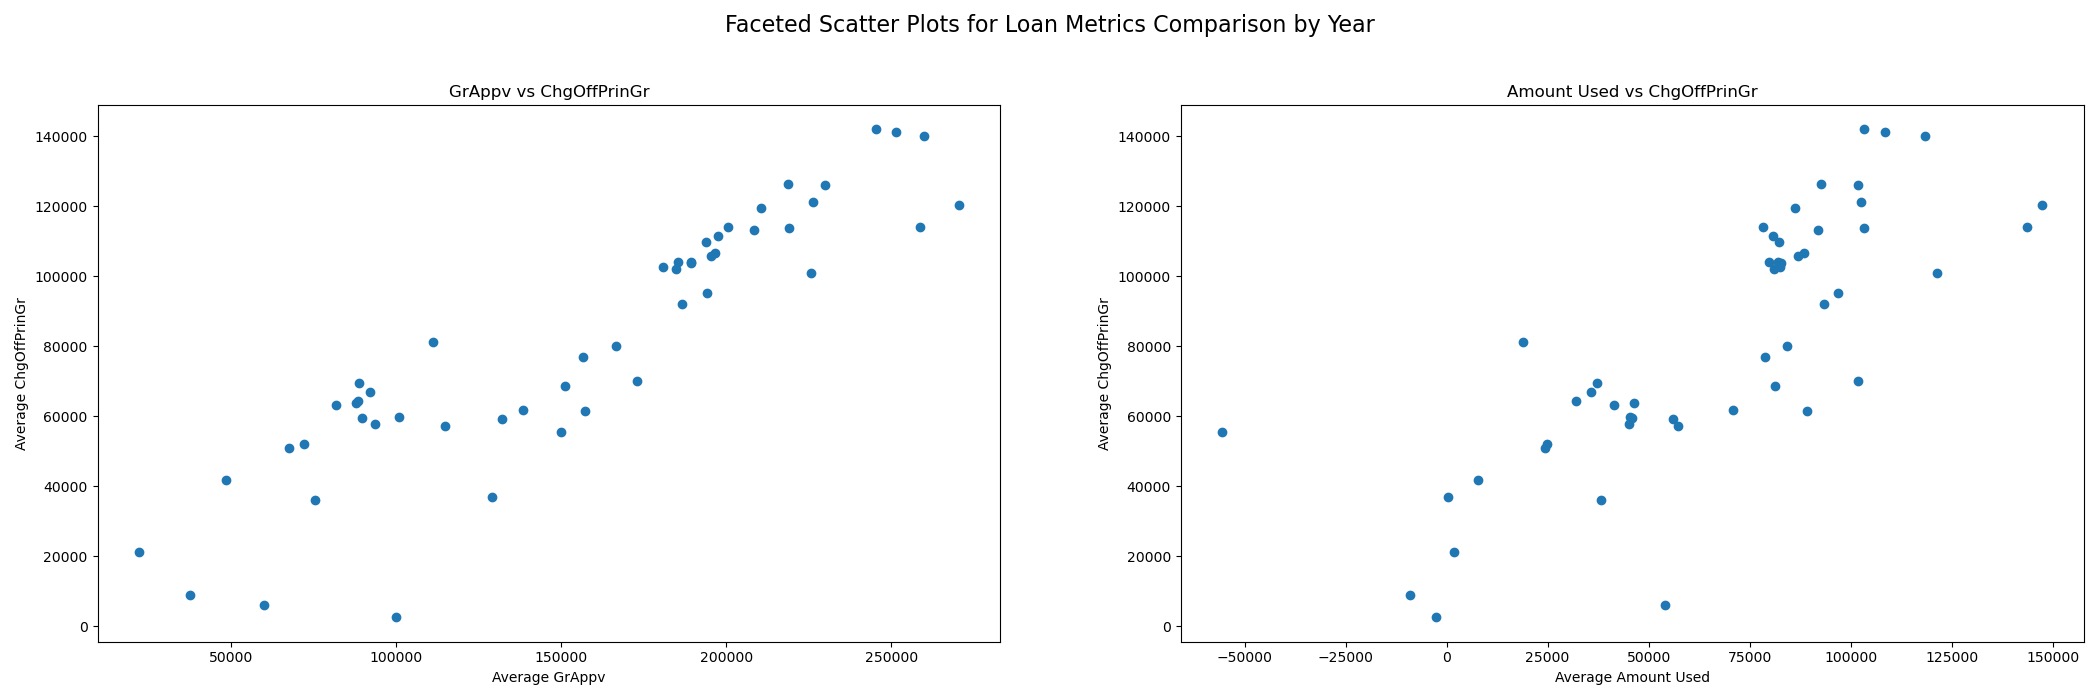 Faceted Scatter Plots for Loan Metrics Comparison by Year
GrAppv vs ChgOffPrinGr
140000
120000
100000
80000
60000
40000
20000
0
Average ChgOffPrinGr
50000 100000 150000 200000 250000
Average GrAppv
Amount Used vs ChgOffPrinGr
140000
120000
100000
80000
60000
40000
20000
0
Average ChgOffPrinGr
−50000 −25000 0 25000 50000 75000 100000 125000 150000
Average Amount Used